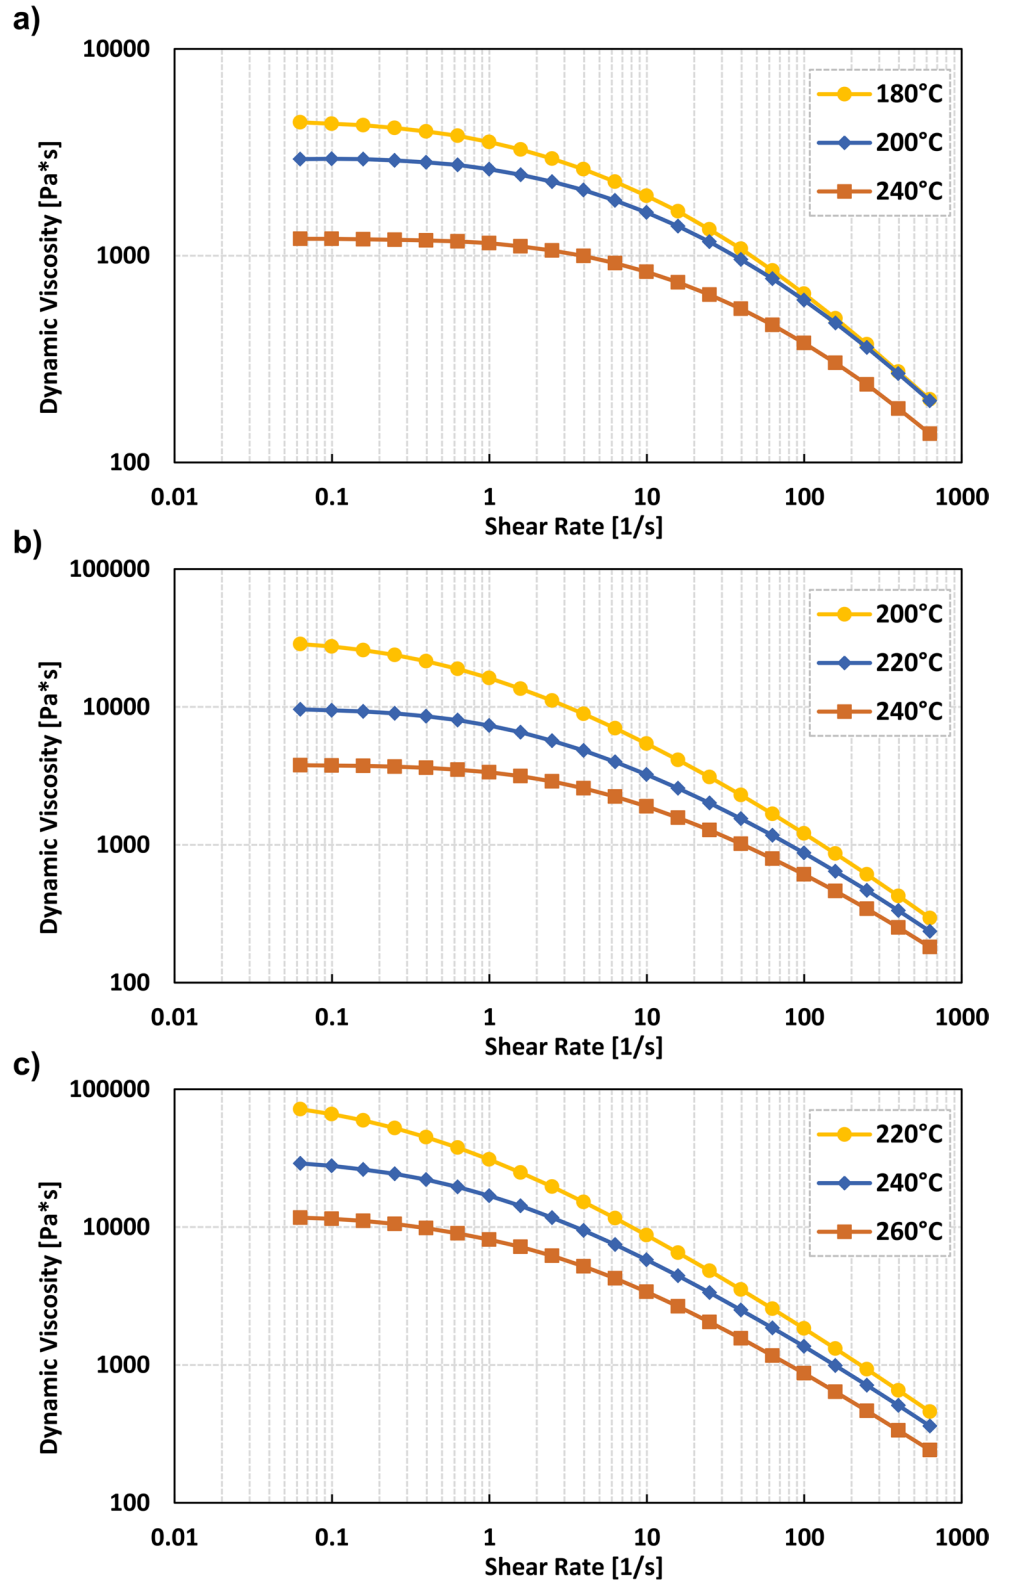 a)
10000
1000
100
Dynamic Viscosity [Pa*s]
180°C
200°C
240°C
0.01 0.1 1 10 100 1000
Shear Rate [1/s]
b)
100000
10000
1000
100
Dynamic Viscosity [Pa*s]
200°C
220°C
240°C
0.01 0.1 1 10 100 1000
Shear Rate [1/s]
c)
100000
10000
1000
100
Dynamic Viscosity [Pa*s]
220°C
240°C
260°C
0.01 0.1 1 10 100 1000
Shear Rate [1/s]